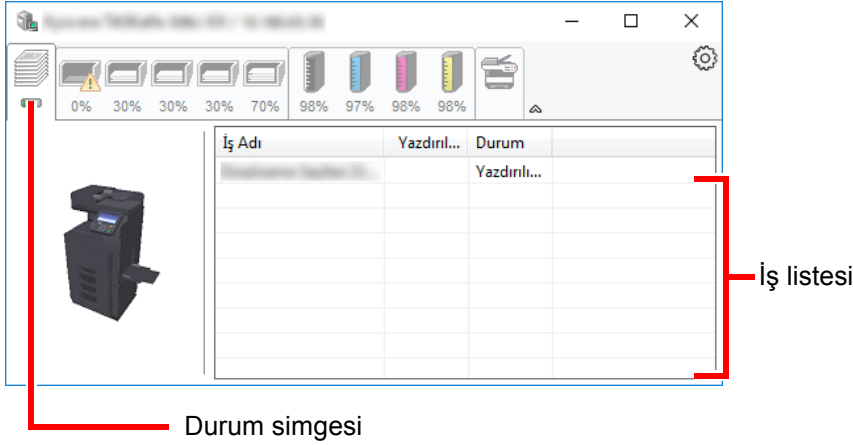 0% 30% 30% 30% 70% 98% 97% 98% 98%
İş Adı Yazdırıl... Durum
Yazdırılı...
İş listesi
Durum simgesi